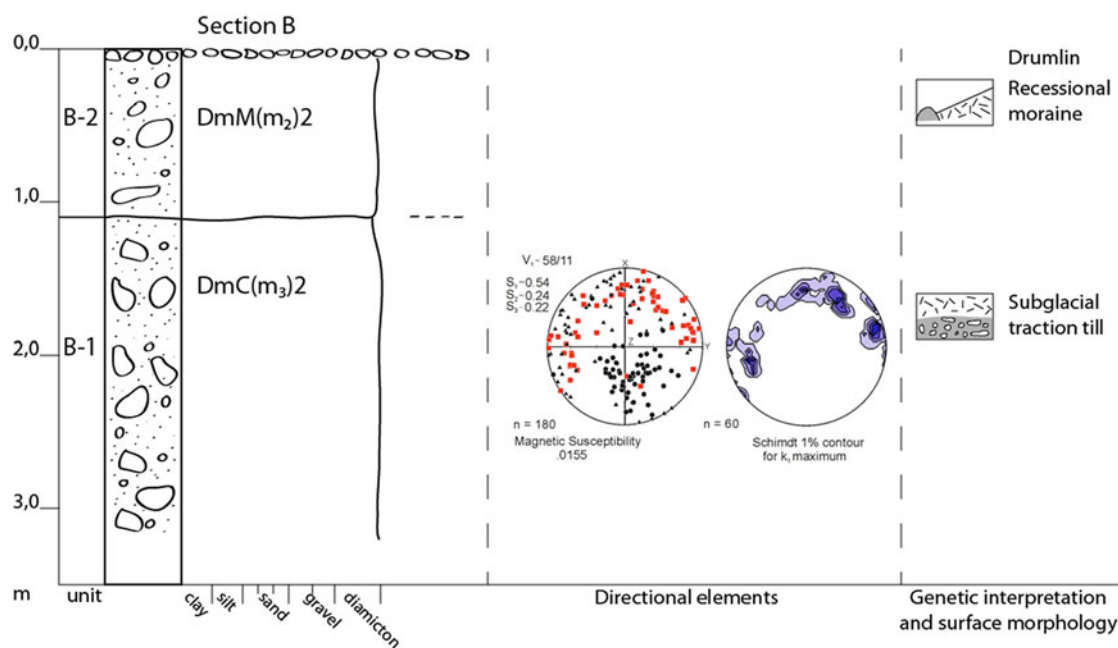 Section B
0,0
B-2
DmM(m₂)2
1,0
DmC(m₃)2
B-1
2,0
3,0
m
unit
clay
silt
sand
gravel
diamicton
V₁~ 58/11
S₁~0.54
S₂~0.24
S₃~0.22
X
Y
Z
n = 180
Magnetic Susceptibility
.0155
n = 60
Schimdt 1% contour
for k₁ maximum
Directional elements
Drumlin
Recessional
moraine
Subglacial
traction till
Genetic interpretation
and surface morphology